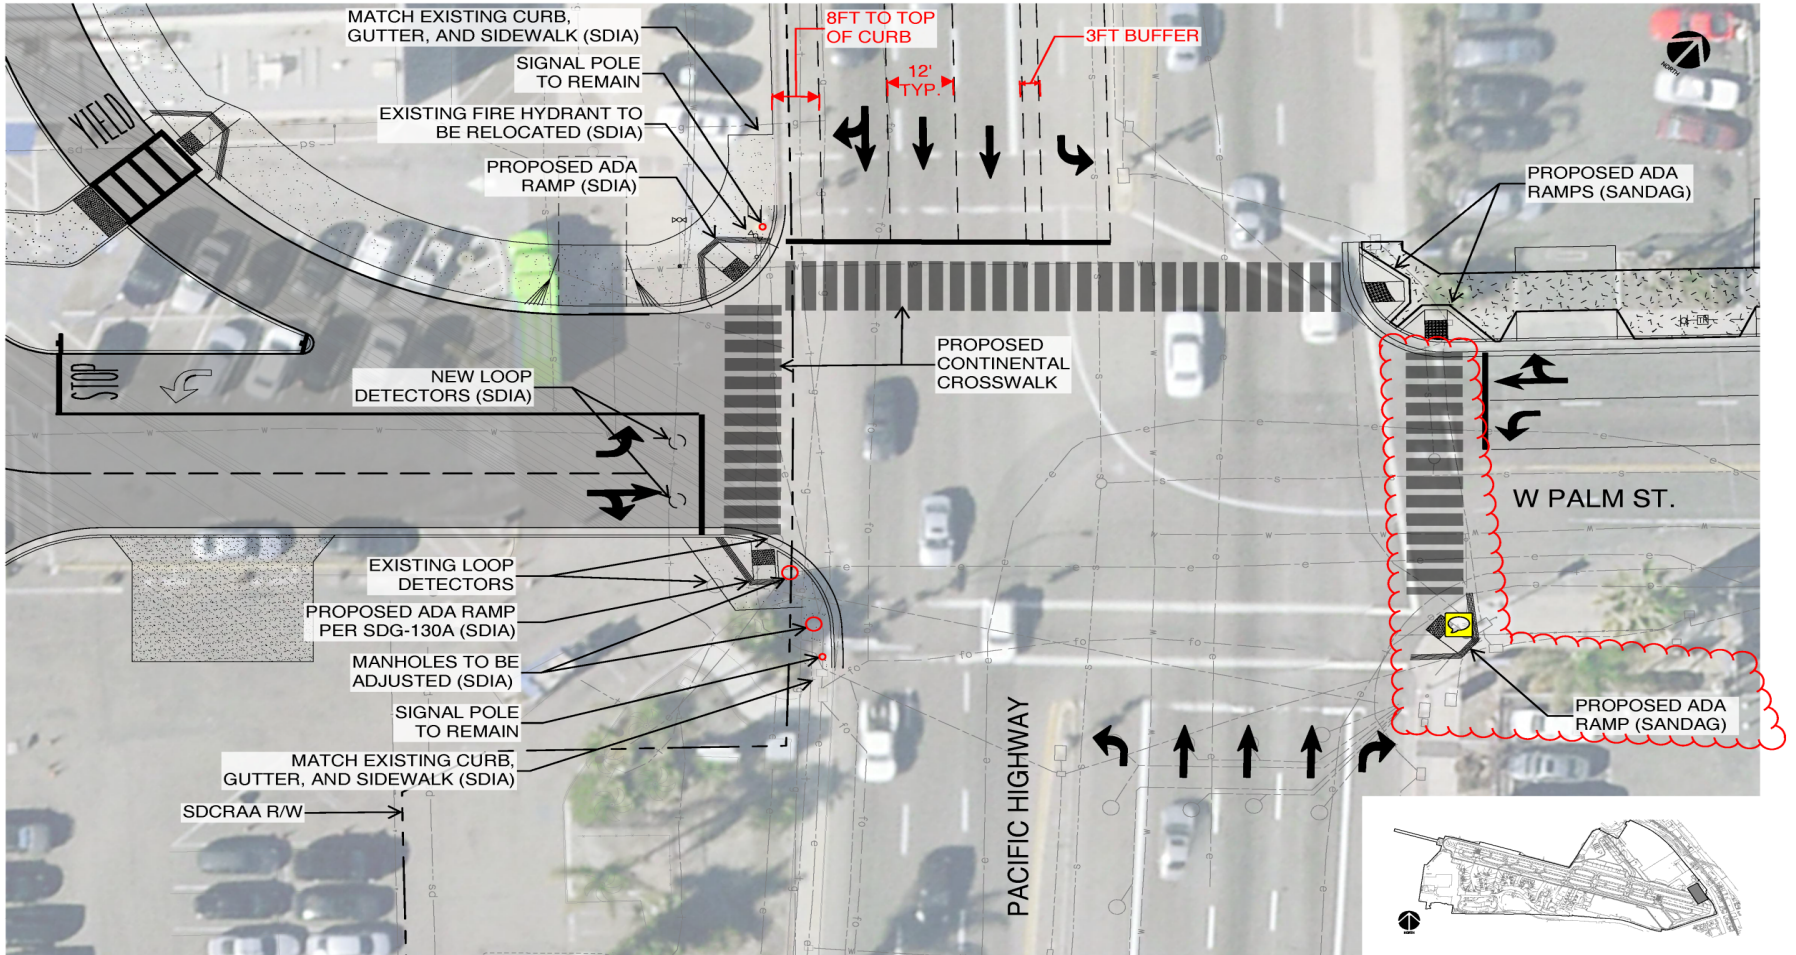 MATCH EXISTING CURB,
GUTTER, AND SIDEWALK (SDIA)
SIGNAL POLE
TO REMAIN
EXISTING FIRE HYDRANT TO
BE RELOCATED (SDIA)
PROPOSED ADA
RAMP (SDIA)
8FT TO TOP
OF CURB
12'
TYP.
3FT BUFFER
NORTH
YIELD
PROPOSED ADA
RAMPS (SANDAG)
PROPOSED
CONTINENTAL
CROSSWALK
STOP
NEW LOOP
DETECTORS (SDIA)
W PALM ST.
EXISTING LOOP
DETECTORS
PROPOSED ADA RAMP
PER SDG-130A (SDIA)
MANHOLES TO BE
ADJUSTED (SDIA)
SIGNAL POLE
TO REMAIN
MATCH EXISTING CURB,
GUTTER, AND SIDEWALK (SDIA)
SDCRAA R/W
PACIFIC HIGHWAY
PROPOSED ADA
RAMP (SANDAG)
NORTH